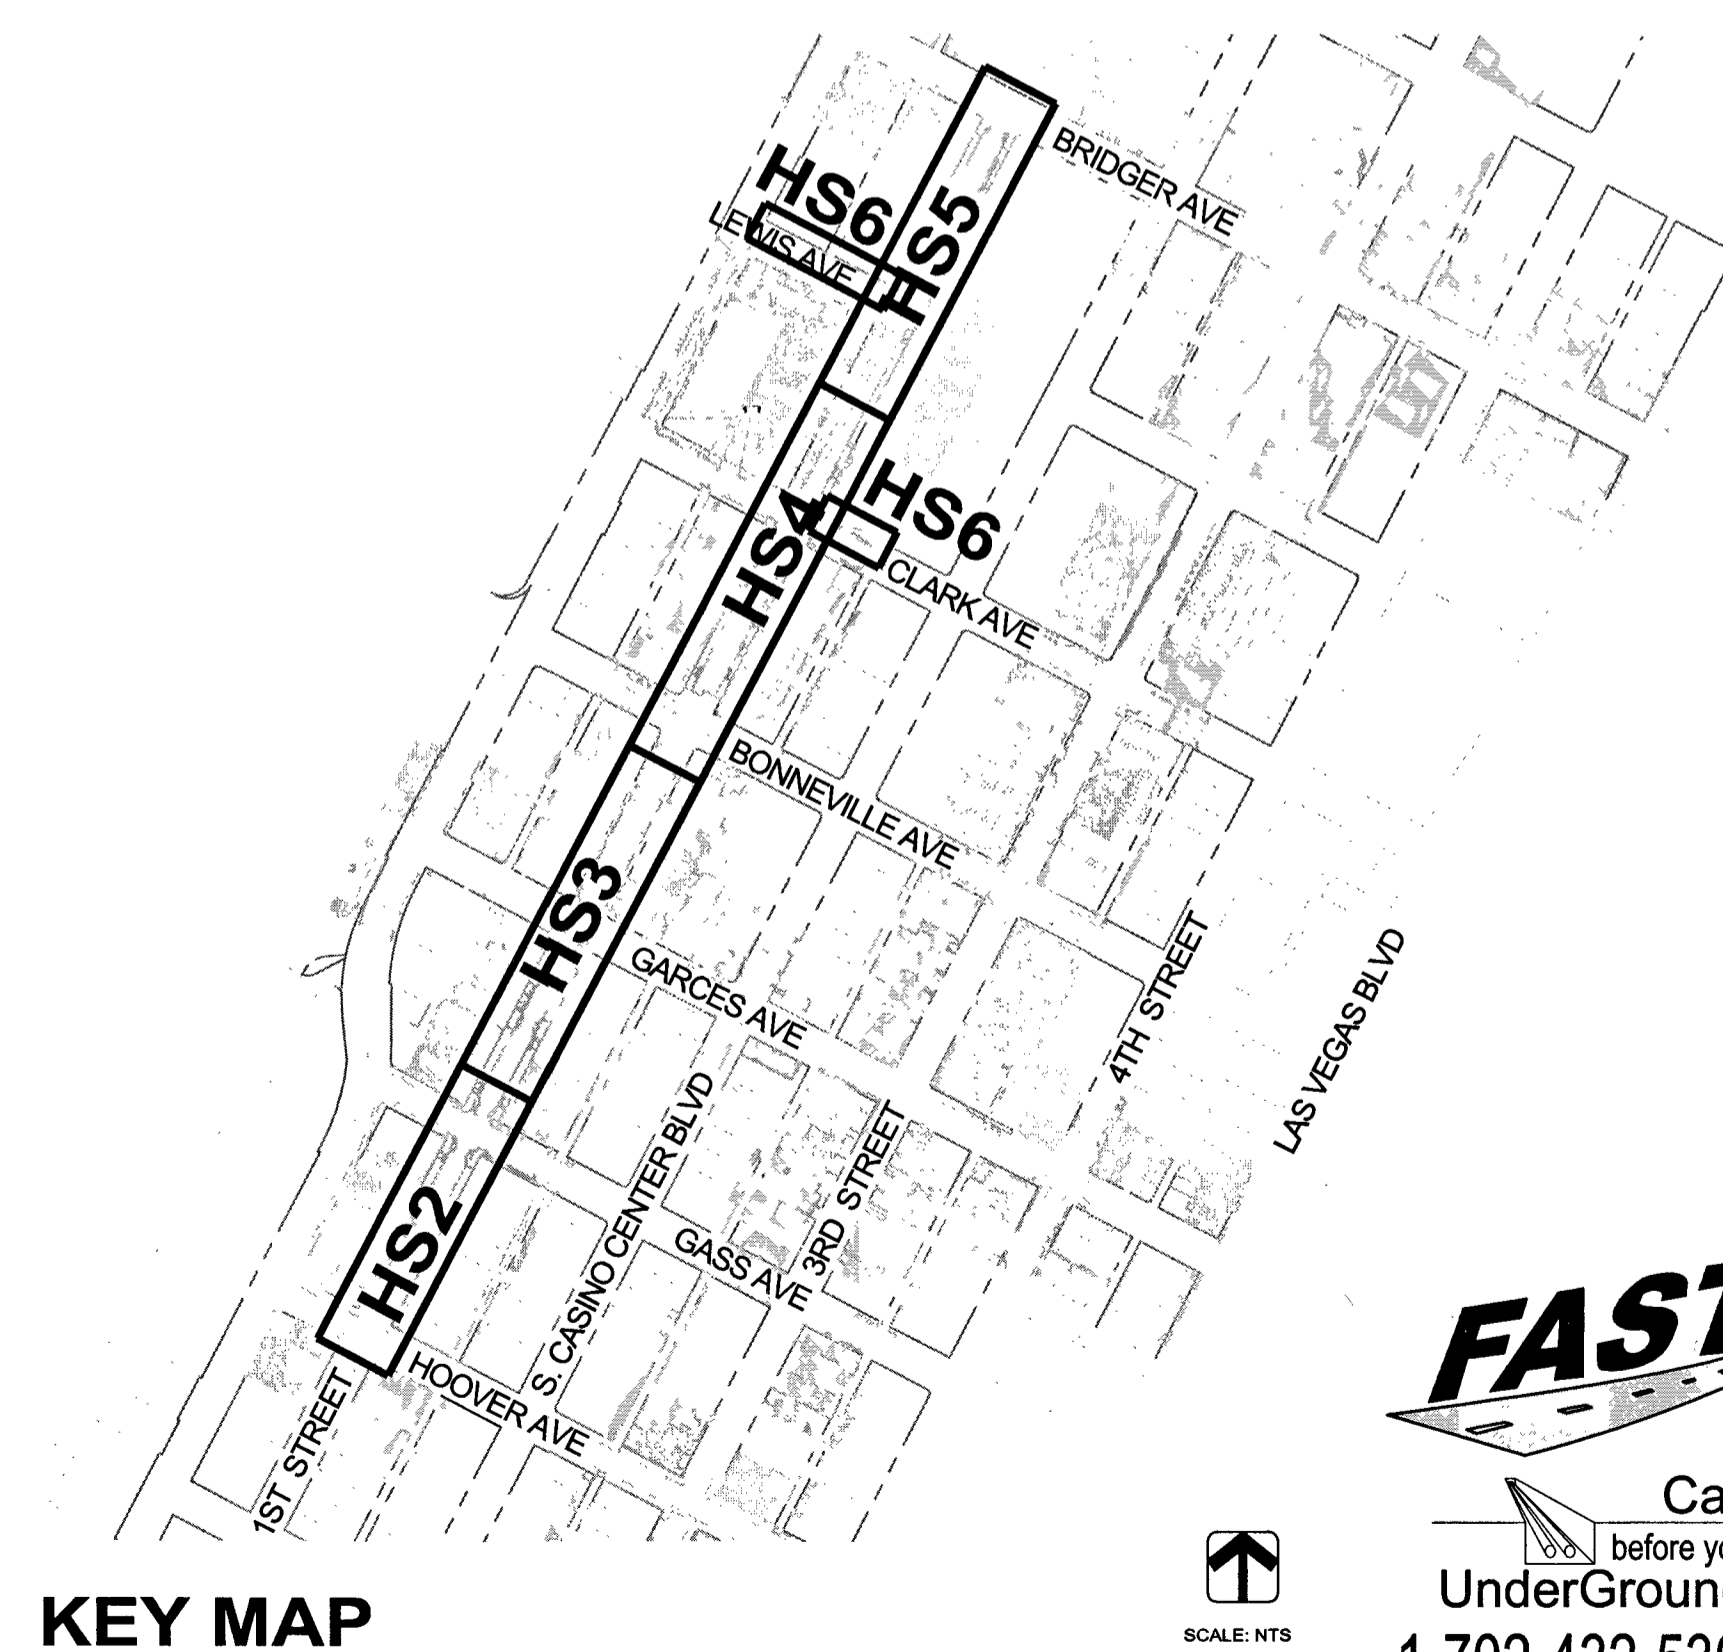 BRIDGER AVE
HS6
HS5
LEWIS AVE
HS6
HS4
CLARK AVE
BONNEVILLE AVE
HS3
GARCES AVE
4TH STREET
LAS VEGAS BLVD
S. CASINO CENTER BLVD
3RD STREET
HS2
GASS AVE
HOOVER AVE
1ST STREET
FAST
Ca
before yo
UnderGroun
SCALE: NTS
KEY MAP